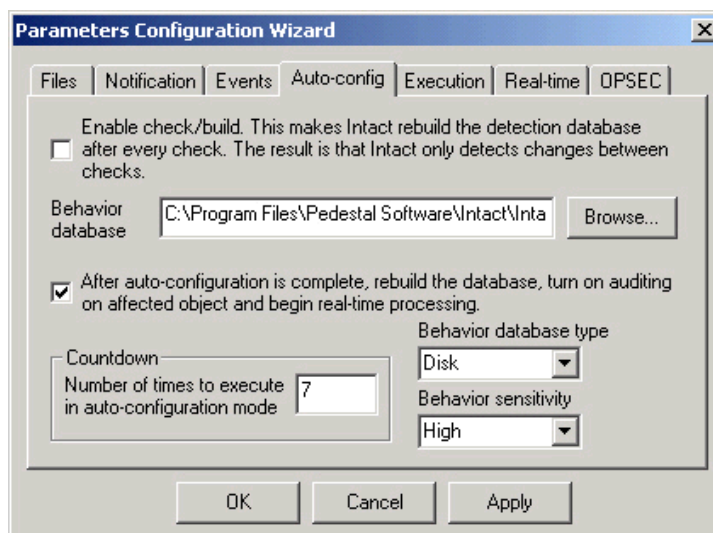 Parameters Configuration Wizard
Files Notification Events Auto-config Execution Real-time OPSEC
Enable check/build. This makes Intact rebuild the detection database
after every check. The result is that Intact only detects changes between
checks.
Behavior
database
C:\Program Files\Pedestal Software\Intact\Inta
Browse...
After auto-configuration is complete, rebuild the database, turn on auditing
on affected object and begin real-time processing.
Countdown
Number of times to execute
in auto-configuration mode
7
Behavior database type
Disk
Behavior sensitivity
High
OK Cancel Apply